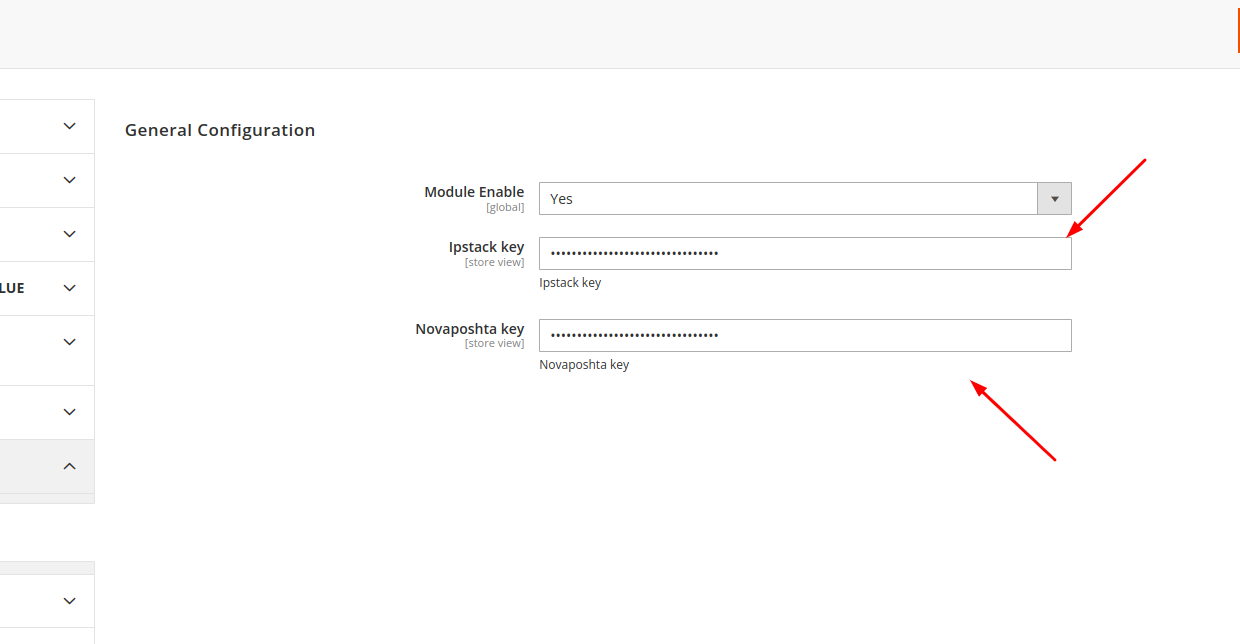 General Configuration
Module Enable
[global]
Yes
Ipstack key
[store view]
••••••••••••••••••••••••••••••••
Ipstack key
LUE
Novaposhta key
[store view]
••••••••••••••••••••••••••••••••
Novaposhta key